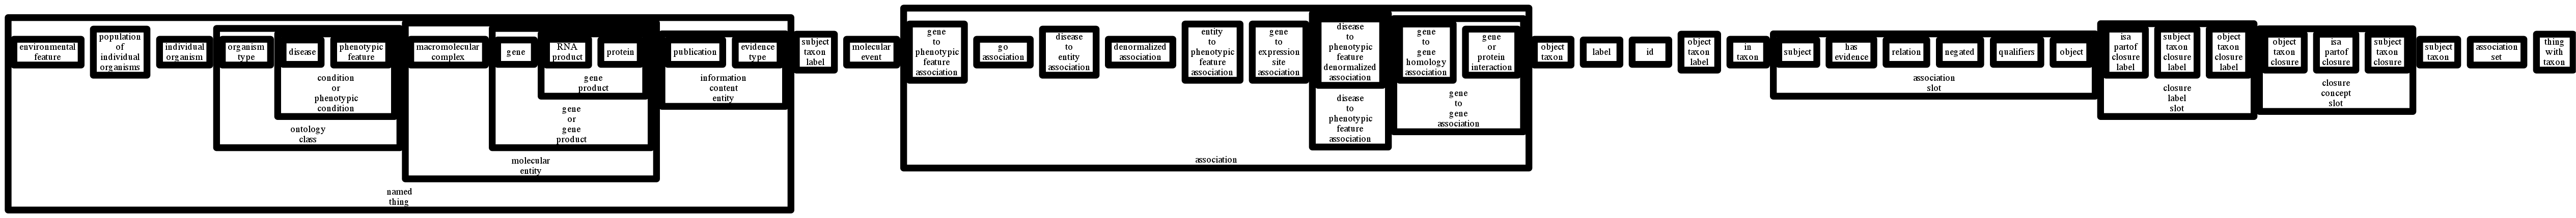 environmental
feature
population
of
individual
organisms
individual
organism
organism
type
disease
phenotypic
feature
condition
or
phenotypic
condition
ontology
class
macromolecular
complex
gene
RNA
product
protein
gene
product
gene
or
gene
product
molecular
entity
publication
evidence
type
information
content
entity
named
thing
subject
taxon
label
molecular
event
gene
to
phenotypic
feature
association
go
association
disease
to
entity
association
denormalized
association
entity
to
phenotypic
feature
association
gene
to
expression
site
association
disease
to
phenotypic
feature
denormalized
association
disease
to
phenotypic
feature
association
gene
to
gene
homology
association
gene
or
protein
interaction
gene
to
gene
association
association
object
taxon
label
id
object
taxon
label
in
taxon
subject
has
evidence
relation
negated
qualifiers
object
association
slot
isa
partof
closure
label
subject
taxon
closure
label
object
taxon
closure
label
closure
label
slot
object
taxon
closure
isa
partof
closure
subject
taxon
closure
closure
concept
slot
subject
taxon
association
set
thing
with
taxon